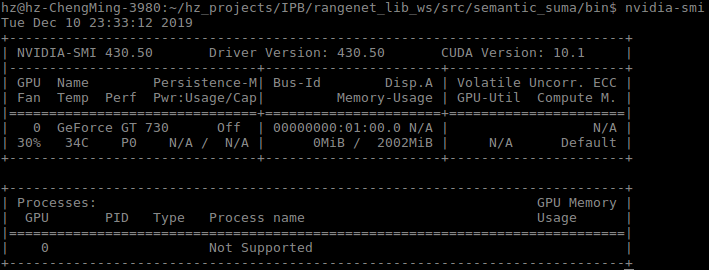 hz@hz-ChengMing-3980:~/hz_projects/IPB/rangenet_lib_ws/src/semantic_suma/bin$ nvidia-smi
Tue Dec 10 23:33:12 2019
+-----------------------------------------------------------------------------+
| NVIDIA-SMI 430.50       Driver Version: 430.50       CUDA Version: 10.1     |
|-------------------------------+----------------------+----------------------+
| GPU  Name        Persistence-M| Bus-Id        Disp.A | Volatile Uncorr. ECC |
| Fan  Temp  Perf  Pwr:Usage/Cap|         Memory-Usage | GPU-Util  Compute M. |
|===============================+======================+======================|
|   0  GeForce GT 730      Off  | 00000000:01:00.0 N/A |                  N/A |
| 30%   34C    P0    N/A /  N/A |      0MiB /  2002MiB |     N/A      Default |
+-------------------------------+----------------------+----------------------+

+-----------------------------------------------------------------------------+
| Processes:                                                       GPU Memory |
|  GPU       PID   Type   Process name                             Usage      |
|=============================================================================|
|    0                    Not Supported                                       |
+-----------------------------------------------------------------------------+